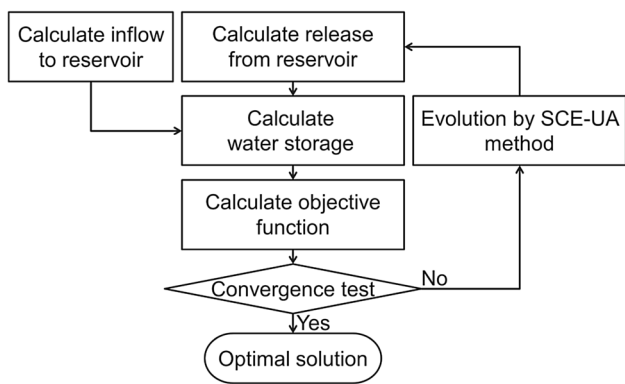 Calculate inflow
to reservoir
Calculate release
from reservoir
Calculate
water storage
Evolution by SCE-UA
method
Calculate objective
function
Convergence test
No
Yes
Optimal solution